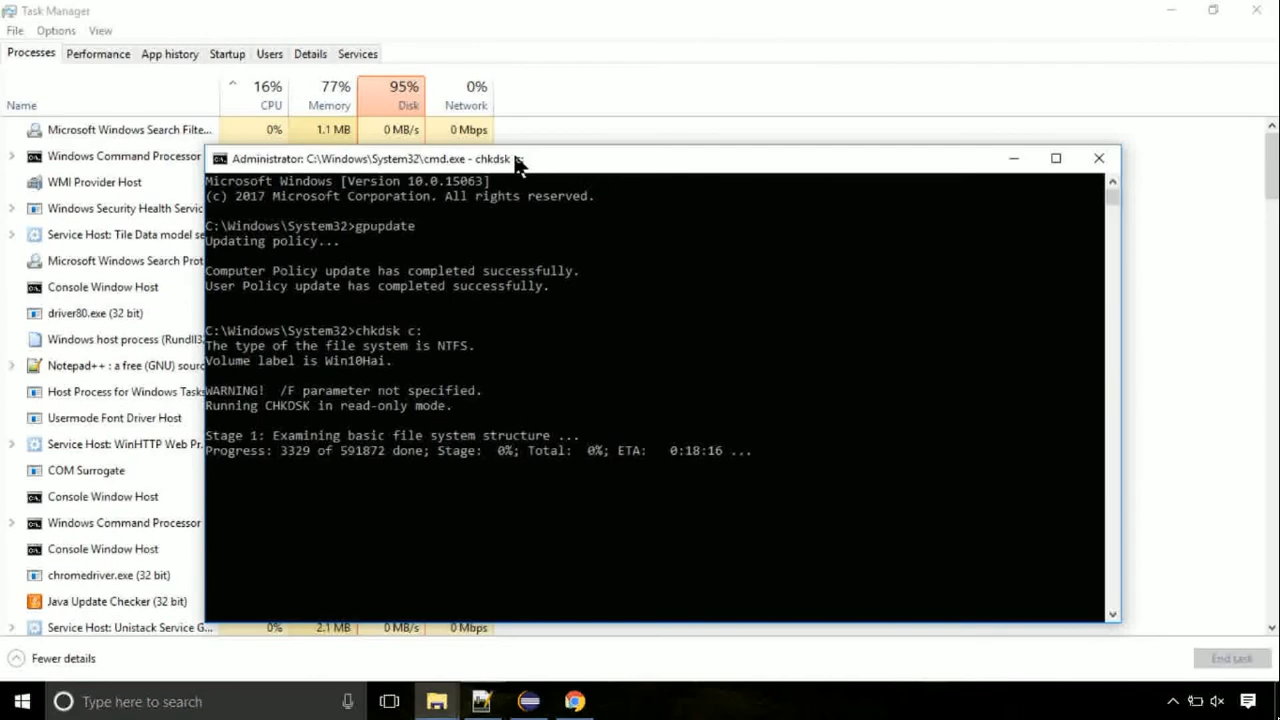 Task Manager
File Options View
Processes Performance App history Startup Users Details Services
16% 77% 95% 0%
Name CPU Memory Disk Network
Microsoft Windows Search Filte... 0% 1.1 MB 0 MB/s 0 Mbps
Windows Command Processor
WMI Provider Host
Windows Security Health Servic
Service Host: Tile Data model se
Microsoft Windows Search Prot
Console Window Host
driver80.exe (32 bit)
Windows host process (Rundll3
Notepad++ : a free (GNU) sourc
Host Process for Windows Task
Usermode Font Driver Host
Service Host: WinHTTP Web Pr
COM Surrogate
Console Window Host
Windows Command Processor
Console Window Host
chromedriver.exe (32 bit)
Java Update Checker (32 bit)
Service Host: Unistack Service G... 0% 2.1 MB 0 MB/s 0 Mbps
Fewer details
End task
Administrator: C:\Windows\System32\cmd.exe - chkdsk
Microsoft Windows [Version 10.0.15063]
(c) 2017 Microsoft Corporation. All rights reserved.
C:\Windows\System32>gpupdate
Updating policy...
Computer Policy update has completed successfully.
User Policy update has completed successfully.
C:\Windows\System32>chkdsk c:
The type of the file system is NTFS.
Volume label is Win10Hai.
WARNING! /F parameter not specified.
Running CHKDSK in read-only mode.
Stage 1: Examining basic file system structure ...
Progress: 3329 of 591872 done; Stage: 0%; Total: 0%; ETA: 0:18:16 ...
Type here to search